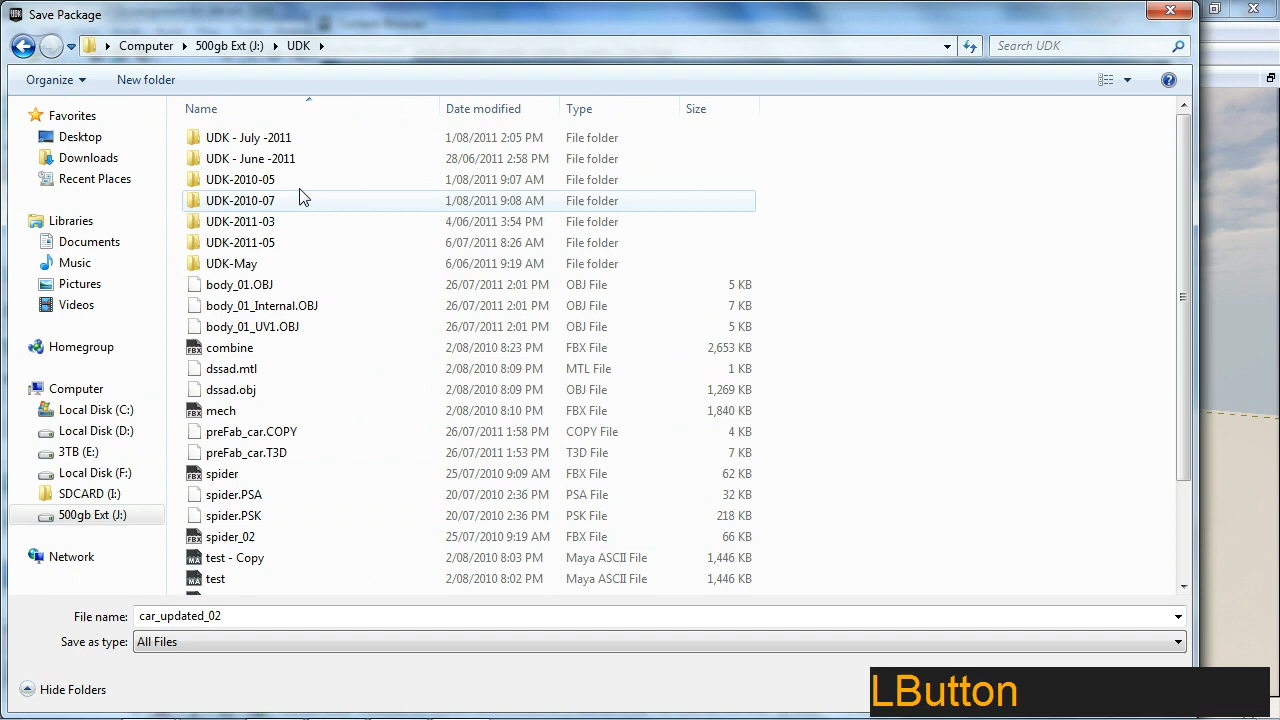 UDK Save Package
Computer 500gb Ext (J:) UDK Search UDK
Organize New folder
Name Date modified Type Size
Favorites
Desktop
Downloads
Recent Places
Libraries
Documents
Music
Pictures
Videos
Homegroup
Computer
Local Disk (C:)
Local Disk (D:)
3TB (E:)
Local Disk (F:)
SDCARD (I:)
500gb Ext (J:)
Network
UDK - July -2011 1/08/2011 2:05 PM File folder
UDK - June -2011 28/06/2011 2:58 PM File folder
UDK-2010-05 1/08/2011 9:07 AM File folder
UDK-2010-07 1/08/2011 9:08 AM File folder
UDK-2011-03 4/06/2011 3:54 PM File folder
UDK-2011-05 6/07/2011 8:26 AM File folder
UDK-May 6/06/2011 9:19 AM File folder
body_01.OBJ 26/07/2011 2:01 PM OBJ File 5 KB
body_01_Internal.OBJ 26/07/2011 2:01 PM OBJ File 7 KB
body_01_UV1.OBJ 26/07/2011 2:01 PM OBJ File 5 KB
FBX combine 2/08/2010 8:23 PM FBX File 2,653 KB
dssad.mtl 2/08/2010 8:09 PM MTL File 1 KB
dssad.obj 2/08/2010 8:09 PM OBJ File 1,269 KB
FBX mech 2/08/2010 8:10 PM FBX File 1,840 KB
preFab_car.COPY 26/07/2011 1:58 PM COPY File 4 KB
preFab_car.T3D 26/07/2011 1:53 PM T3D File 7 KB
FBX spider 25/07/2010 9:09 AM FBX File 62 KB
spider.PSA 20/07/2010 2:36 PM PSA File 32 KB
spider.PSK 20/07/2010 2:36 PM PSK File 218 KB
FBX spider_02 25/07/2010 9:19 AM FBX File 66 KB
MA test - Copy 2/08/2010 8:03 PM Maya ASCII File 1,446 KB
MA test 2/08/2010 8:02 PM Maya ASCII File 1,446 KB
File name: car_updated_02
Save as type: All Files
Hide Folders
LButton